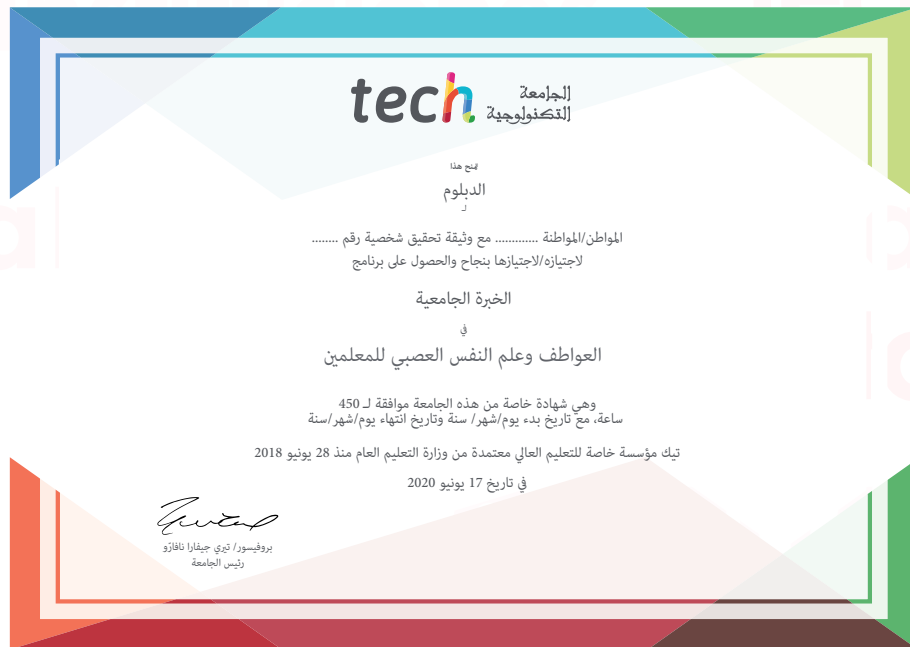 tech الجامعة
التكنولوجية
يمنح هذا
الدبلوم
لـ
المواطن/المواطنة ............. مع وثيقة تحقيق شخصية رقم ........
لاجتيازه/لاجتيازها بنجاح والحصول على برنامج
الخبرة الجامعية
في
العواطف وعلم النفس العصبي للمعلمين
وهي شهادة خاصة من هذه الجامعة موافقة لـ 450
ساعة، مع تاريخ بدء يوم/شهر/ سنة وتاريخ انتهاء يوم/شهر/سنة
تيك مؤسسة خاصة للتعليم العالي معتمدة من وزارة التعليم العام منذ 28 يونيو 2018
في تاريخ 17 يونيو 2020
بروفيسور/ تيري جيفارا نافارو
رئيس الجامعة